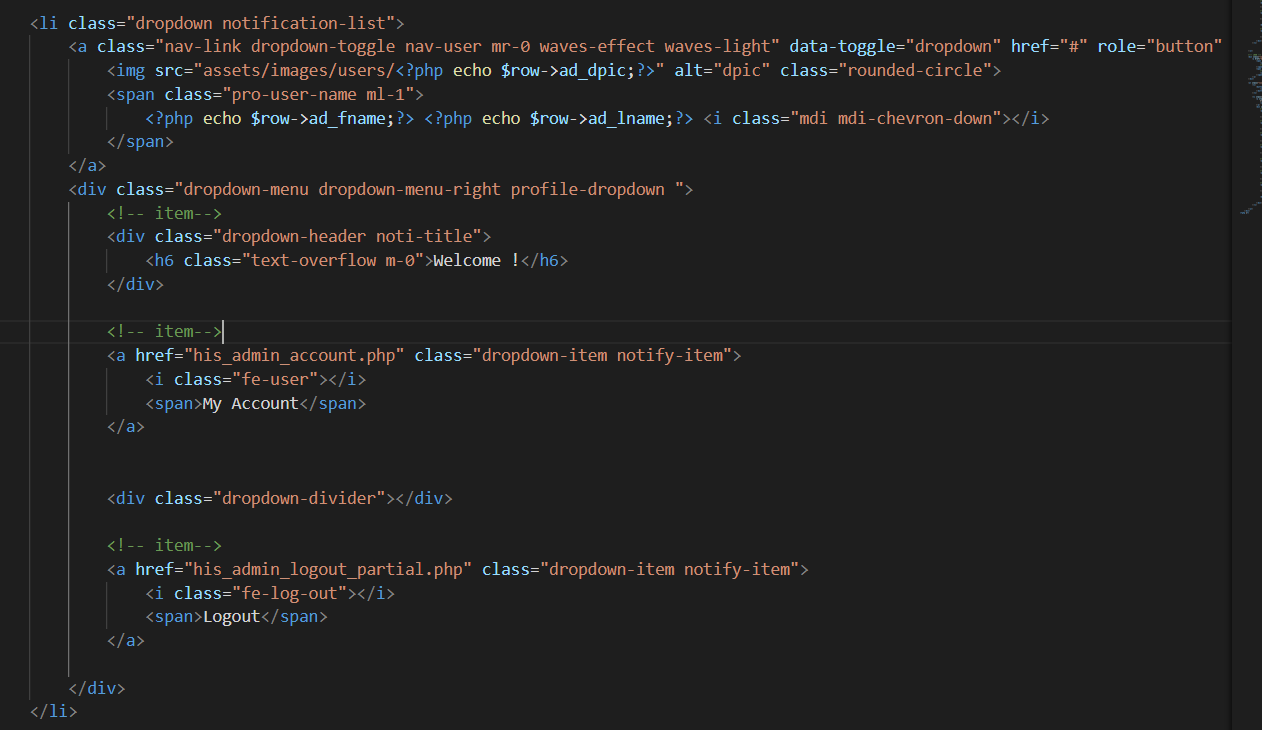 <li class="dropdown notification-list">
<a class="nav-link dropdown-toggle nav-user mr-0 waves-effect waves-light" data-toggle="dropdown" href="#" role="button"
<img src="assets/images/users/<?php echo $row->ad_dpic;?>" alt="dpic" class="rounded-circle">
<span class="pro-user-name ml-1">
<?php echo $row->ad_fname;?> <?php echo $row->ad_lname;?> <i class="mdi mdi-chevron-down"></i>
</span>
</a>
<div class="dropdown-menu dropdown-menu-right profile-dropdown ">
<!-- item-->
<div class="dropdown-header noti-title">
<h6 class="text-overflow m-0">Welcome !</h6>
</div>
<!-- item-->
<a href="his_admin_account.php" class="dropdown-item notify-item">
<i class="fe-user"></i>
<span>My Account</span>
</a>
<div class="dropdown-divider"></div>
<!-- item-->
<a href="his_admin_logout_partial.php" class="dropdown-item notify-item">
<i class="fe-log-out"></i>
<span>Logout</span>
</a>
</div>
</li>